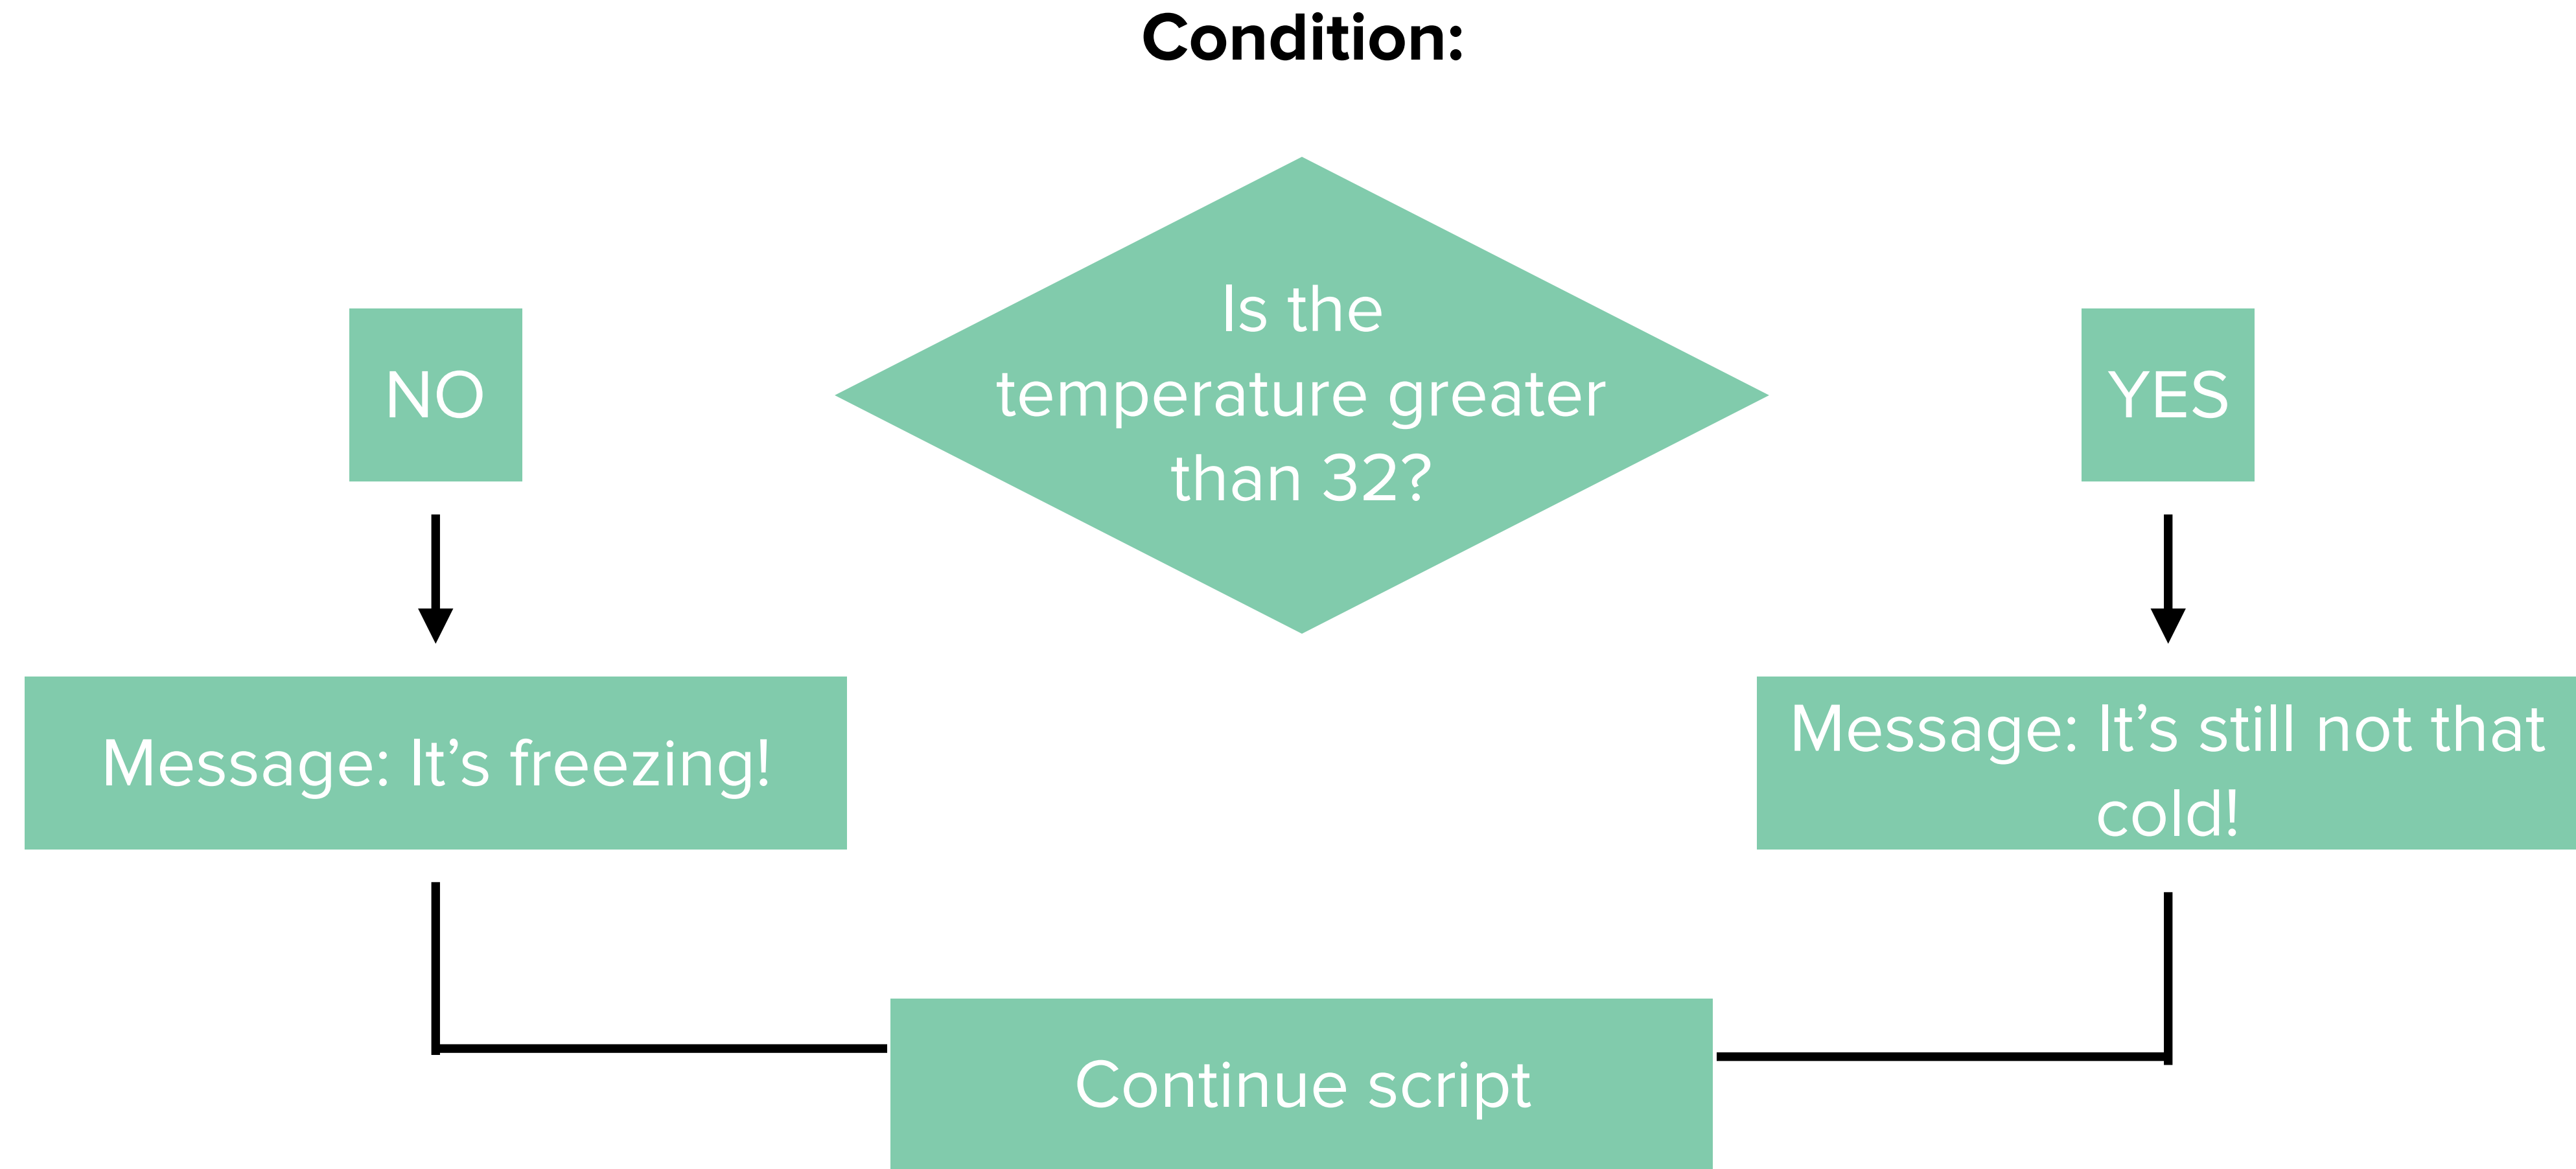 Condition:
Is the
temperature greater
than 32?
NO
YES
Message: It’s freezing!
Message: It’s still not that
cold!
Continue script